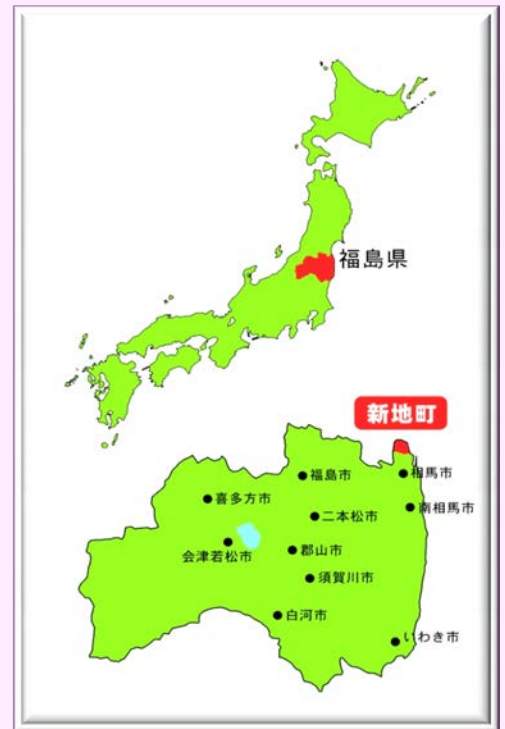 福島県
新地町
相馬市
福島市
喜多方市
南相馬市
二本松市
会津若松市
郡山市
須賀川市
白河市
いわき市